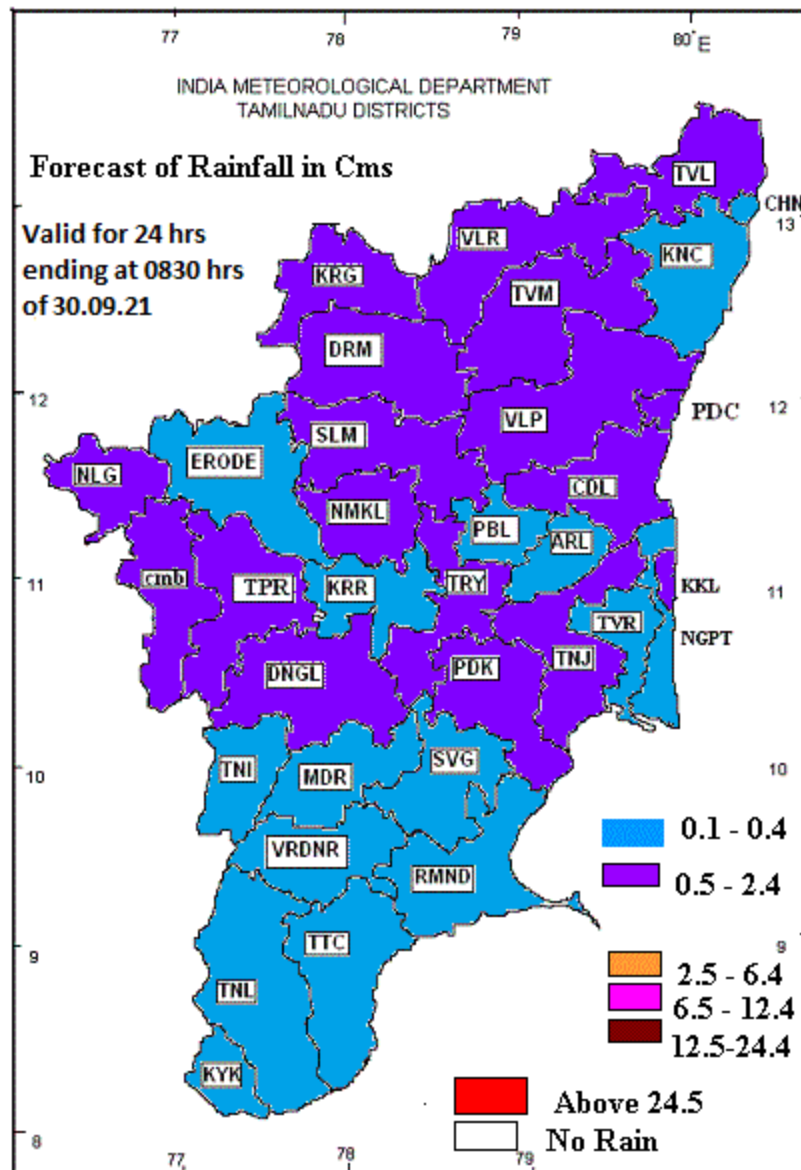 77 78 79 80°E
INDIA METEOROLOGICAL DEPARTMENT
TAMILNADU DISTRICTS
Forecast of Rainfall in Cms
Valid for 24 hrs
ending at 0830 hrs
of 30.09.21
TVL
CHN
13
VLR
KNC
KRG
TVM
DRM
12
12
PDC
VLP
SLM
ERODE
NLG
CDL
NMKL
PBL
ARL
11
cmb
TPR
KRR
TRY
KKL
11
TVR
NGPT
DNGL
PDK
TNJ
10
TNI
MDR
SVG
10
0.1 - 0.4
VRDNR
RMND
0.5 - 2.4
9
TTC
9
2.5 - 6.4
TNL
6.5 - 12.4
12.5-24.4
KYK
Above 24.5
8
No Rain
77 78 79